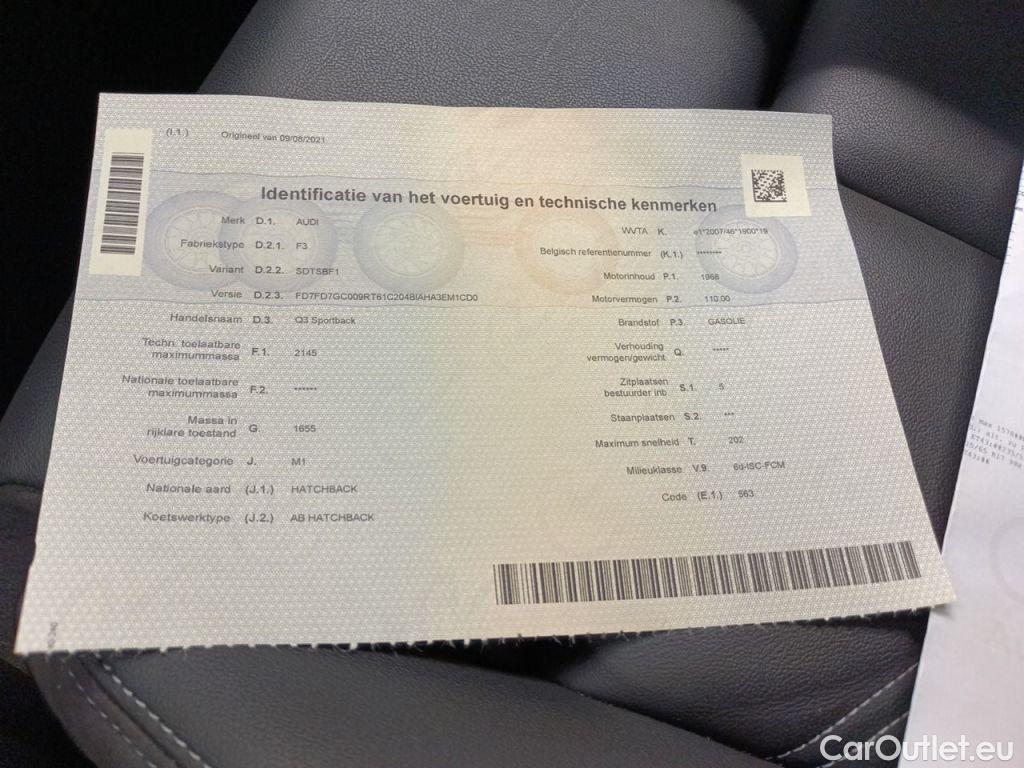 (I.1.) Origineel van 09/08/2021
Identificatie van het voertuig en technische kenmerken
Merk D.1. AUDI
Fabriekstype D.2.1. F3
Variant D.2.2. SDTSBF1
Versie D.2.3. FD7FD7GC009RT61C204BIAHA3EM1CD0
Handelsnaam D.3. Q3 Sportback
Techn. toelaatbare
maximummassa F.1. 2145
Nationale toelaatbare
maximummassa F.2. ******
Massa in
rijklare toestand G. 1655
Voertuigcategorie J. M1
Nationale aard (J.1.) HATCHBACK
Koetswerktype (J.2.) AB HATCHBACK
WVTA K. e1*2007/46*1900*19
Belgisch referentienummer (K.1.) ********
Motorinhoud P.1. 1968
Motorvermogen P.2. 110.00
Brandstof P.3. GASOLIE
Verhouding
vermogen/gewicht Q. *****
Zitplaatsen
bestuurder inb. S.1. 5
Staanplaatsen S.2. ***
Maximum snelheid T. 202
Milieuklasse V.9. 6d-ISC-FCM
Code (E.1.) 563
CarOutlet.eu